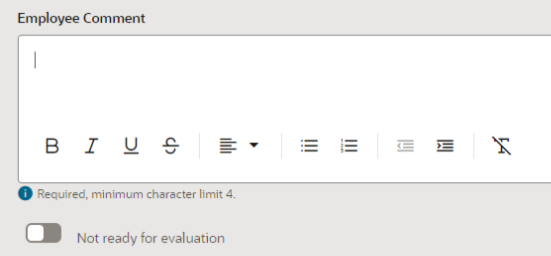 Employee Comment
B I U S
Required, minimum character limit 4.
Not ready for evaluation